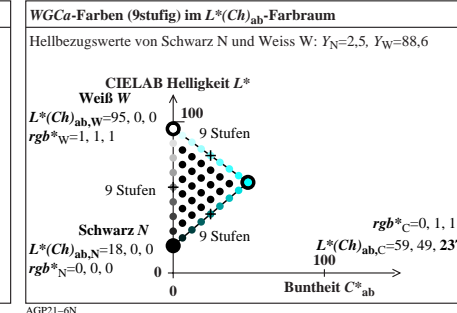 WGCa-Farben (9stufig) im L*(Ch)ab-Farbraum
Hellbezugswerte von Schwarz N und Weiss W: YN=2,5, YW=88,6
CIELAB Helligkeit L*
Weiß W
L*(Ch)ab,W=95, 0, 0
rgb*W=1, 1, 1
100
9 Stufen
9 Stufen
Schwarz N
L*(Ch)ab,N=18, 0, 0
rgb*N=0, 0, 0
9 Stufen
rgb*C=0, 1, 1
L*(Ch)ab,C=59, 49, 237
0
0
100
Buntheit C*ab
AGP21-6N